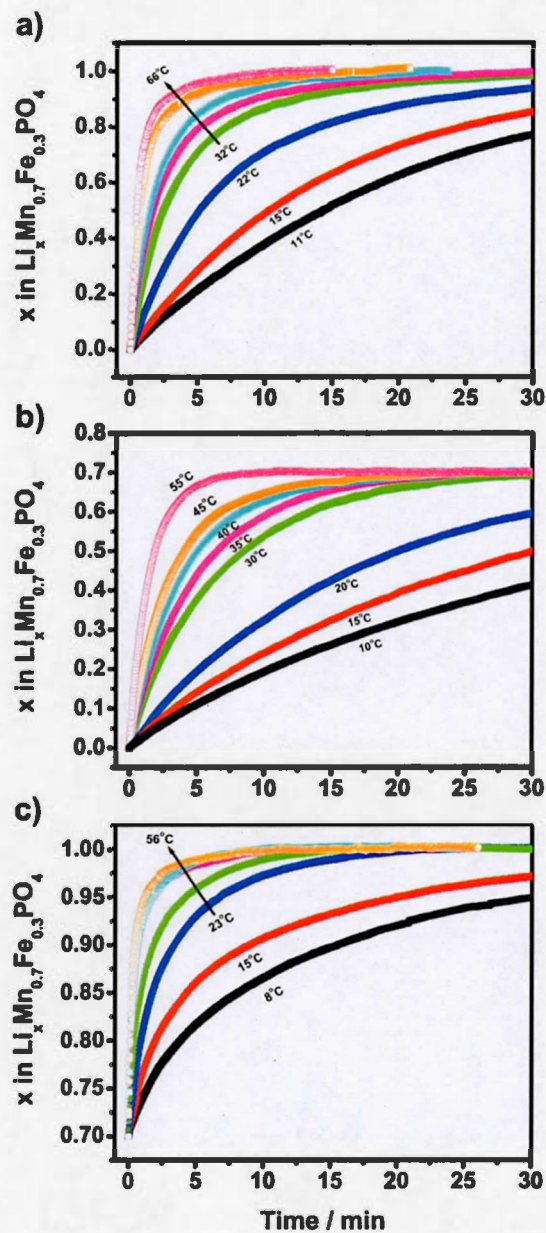 a)
x in LiₓMn₀.₇Fe₀.₃PO₄
1.0
0.8
0.6
0.4
0.2
0.0
66°C
32°C
22°C
15°C
11°C
0 5 10 15 20 25 30
b)
x in LiₓMn₀.₇Fe₀.₃PO₄
0.8
0.7
0.6
0.5
0.4
0.3
0.2
0.1
0.0
55°C
45°C
40°C
35°C
30°C
20°C
15°C
10°C
0 5 10 15 20 25 30
c)
x in LiₓMn₀.₇Fe₀.₃PO₄
1.00
0.95
0.90
0.85
0.80
0.75
0.70
56°C
23°C
15°C
8°C
0 5 10 15 20 25 30
Time / min